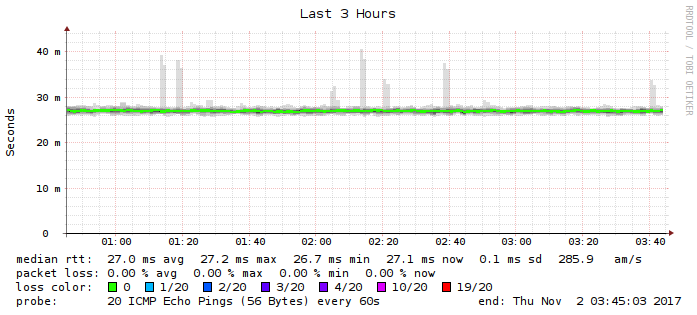 Last 3 Hours
RRDTOOL / TOBI OETIKER
Seconds
40 m
30 m
20 m
10 m
0
01:00 01:20 01:40 02:00 02:20 02:40 03:00 03:20 03:40
median rtt: 27.0 ms avg 27.2 ms max 26.7 ms min 27.1 ms now 0.1 ms sd 285.9 am/s
packet loss: 0.00 % avg 0.00 % max 0.00 % min 0.00 % now
loss color: 0 1/20 2/20 3/20 4/20 10/20 19/20
probe: 20 ICMP Echo Pings (56 Bytes) every 60s end: Thu Nov 2 03:45:03 2017